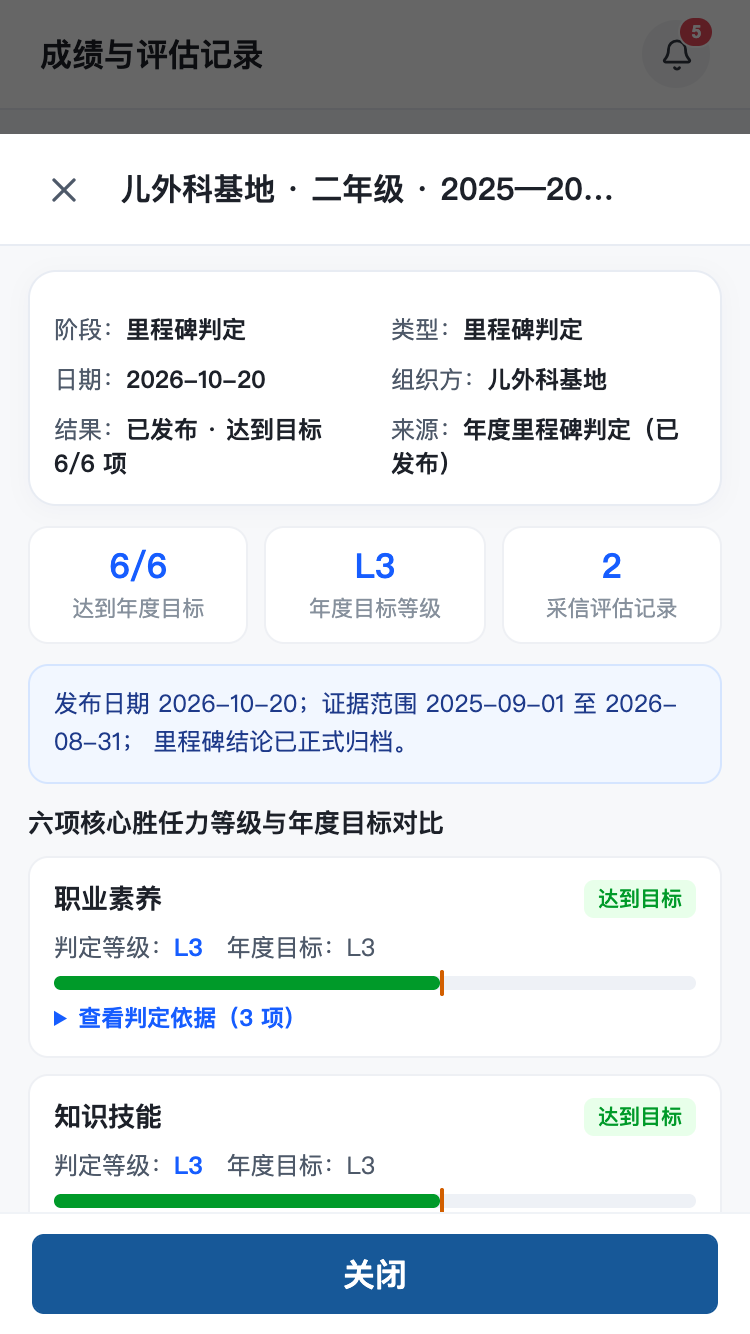 成绩与评估记录
5
儿外科基地 · 二年级 · 2025—20...
阶段：里程碑判定
类型：里程碑判定
日期：2026-10-20
组织方：儿外科基地
结果：已发布 · 达到目标
6/6 项
来源：年度里程碑判定（已
发布）
6/6
达到年度目标
L3
年度目标等级
2
采信评估记录
发布日期 2026-10-20；证据范围 2025-09-01 至 2026-
08-31； 里程碑结论已正式归档。
六项核心胜任力等级与年度目标对比
职业素养
达到目标
判定等级：L3 年度目标：L3
查看判定依据（3 项）
知识技能
达到目标
判定等级：L3 年度目标：L3
关闭